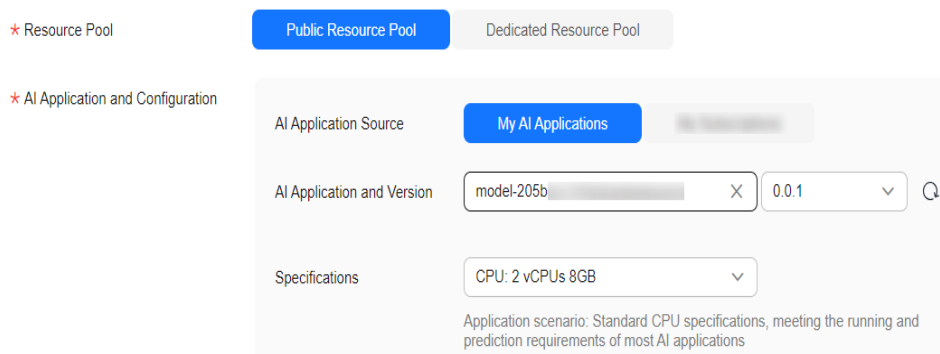 * Resource Pool
Public Resource Pool
Dedicated Resource Pool
* AI Application and Configuration
AI Application Source
My AI Applications
AI Application and Version
model-205b
0.0.1
Specifications
CPU: 2 vCPUs 8GB
Application scenario: Standard CPU specifications, meeting the running and
prediction requirements of most AI applications